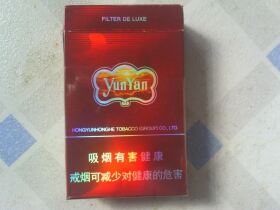 FILTER DE LUXE
YunYan
HONGYUNHONGHE TOBACCO (GROUP) CO., LTD
吸烟有害健康
戒烟可减少对健康的危害